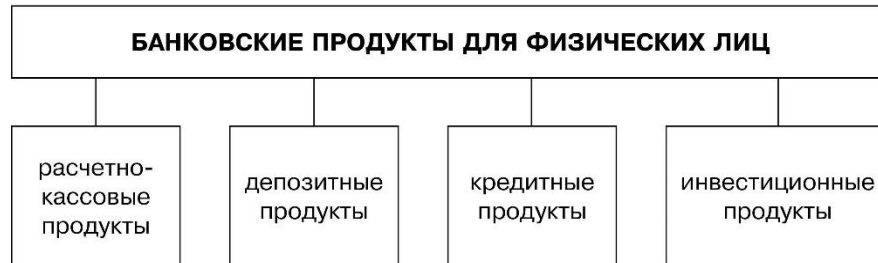 БАНКОВСКИЕ ПРОДУКТЫ ДЛЯ ФИЗИЧЕСКИХ ЛИЦ
расчетно-
кассовые
продукты
депозитные
продукты
кредитные
продукты
инвестиционные
продукты